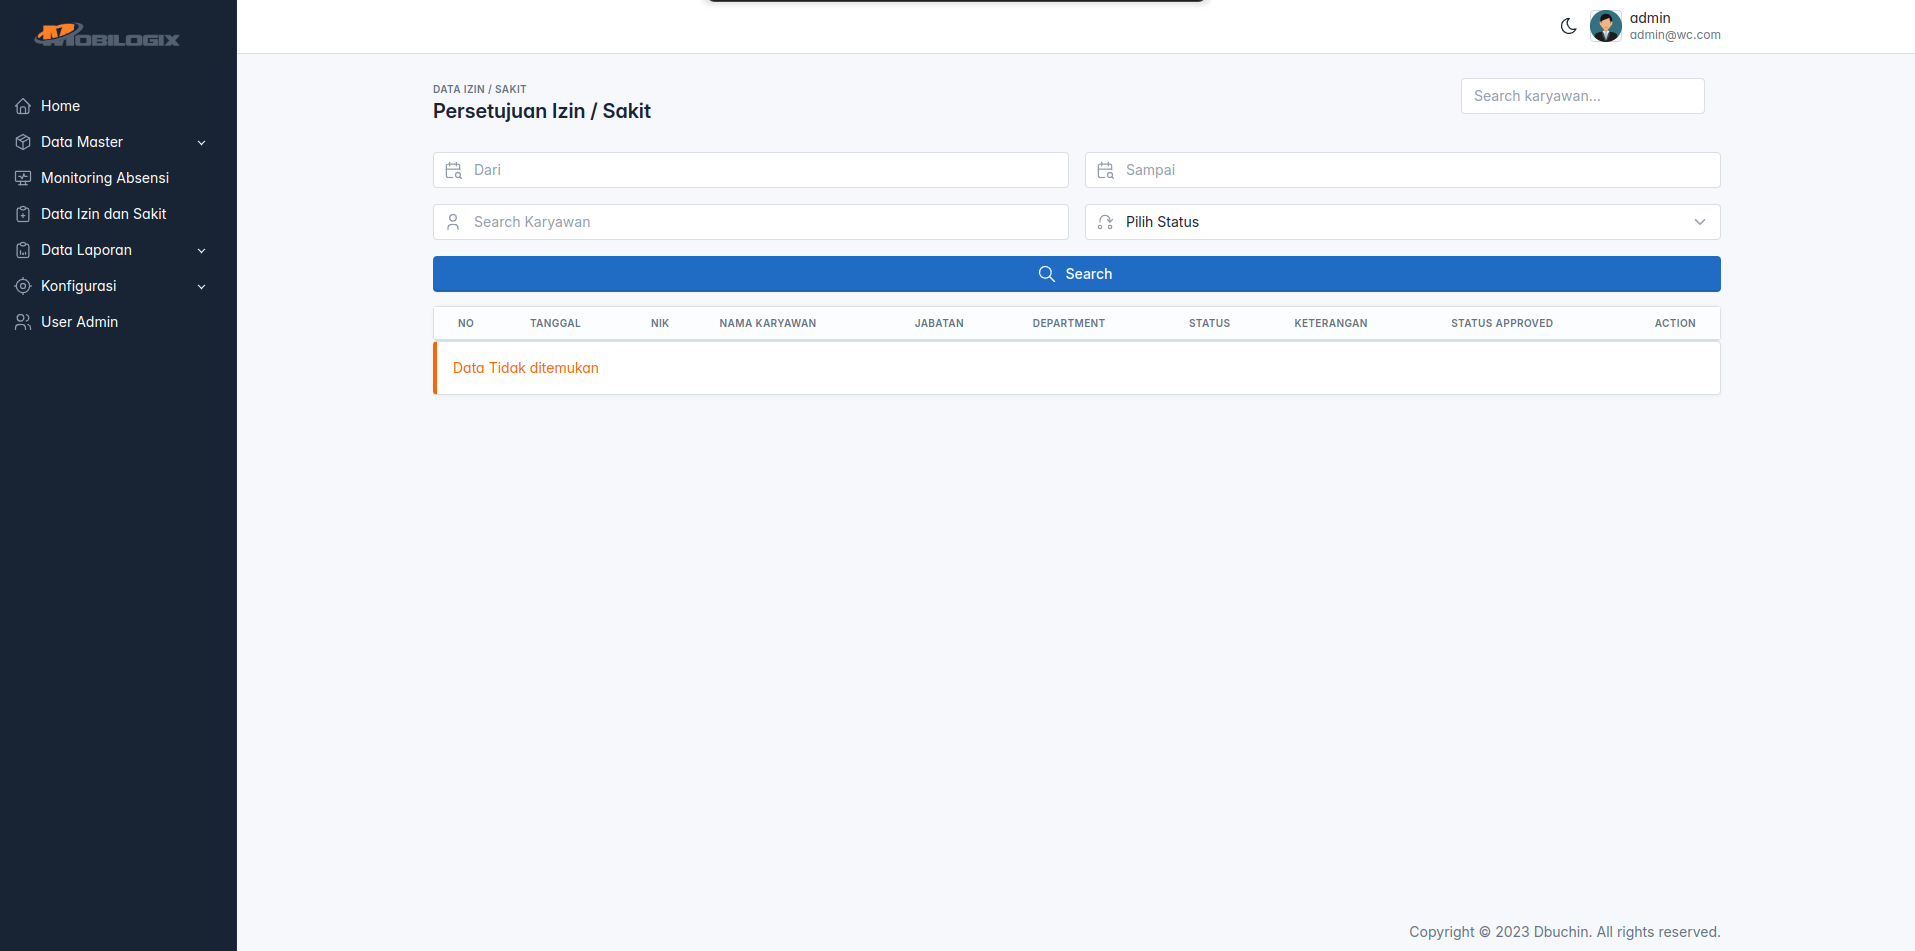 MOBILOGIX
admin
admin@wc.com
Home
Data Master
Monitoring Absensi
Data Izin dan Sakit
Data Laporan
Konfigurasi
User Admin
DATA IZIN / SAKIT
Persetujuan Izin / Sakit
Search karyawan...
Dari
Sampai
Search Karyawan
Pilih Status
Search
NO TANGGAL NIK NAMA KARYAWAN JABATAN DEPARTMENT STATUS KETERANGAN STATUS APPROVED ACTION
Data Tidak ditemukan
Copyright © 2023 Dbuchin. All rights reserved.